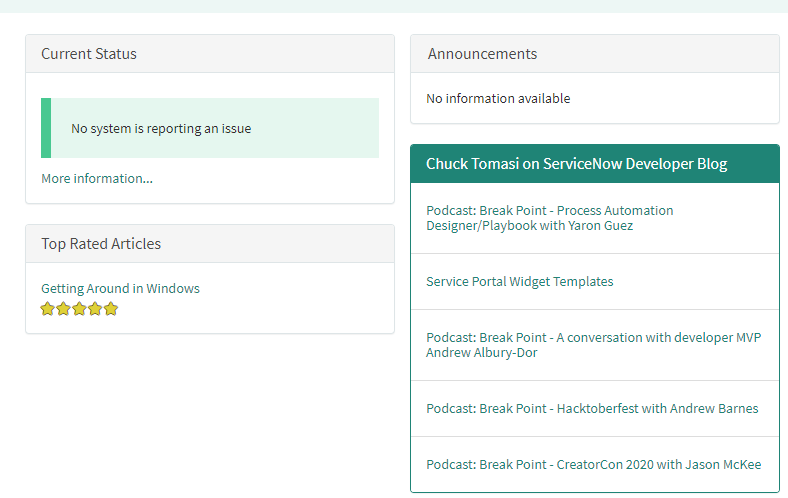 Current Status
No system is reporting an issue
More information...
Top Rated Articles
Getting Around in Windows
Announcements
No information available
Chuck Tomasi on ServiceNow Developer Blog
Podcast: Break Point - Process Automation
Designer/Playbook with Yaron Guez
Service Portal Widget Templates
Podcast: Break Point - A conversation with developer MVP
Andrew Albury-Dor
Podcast: Break Point - Hacktoberfest with Andrew Barnes
Podcast: Break Point - CreatorCon 2020 with Jason McKee